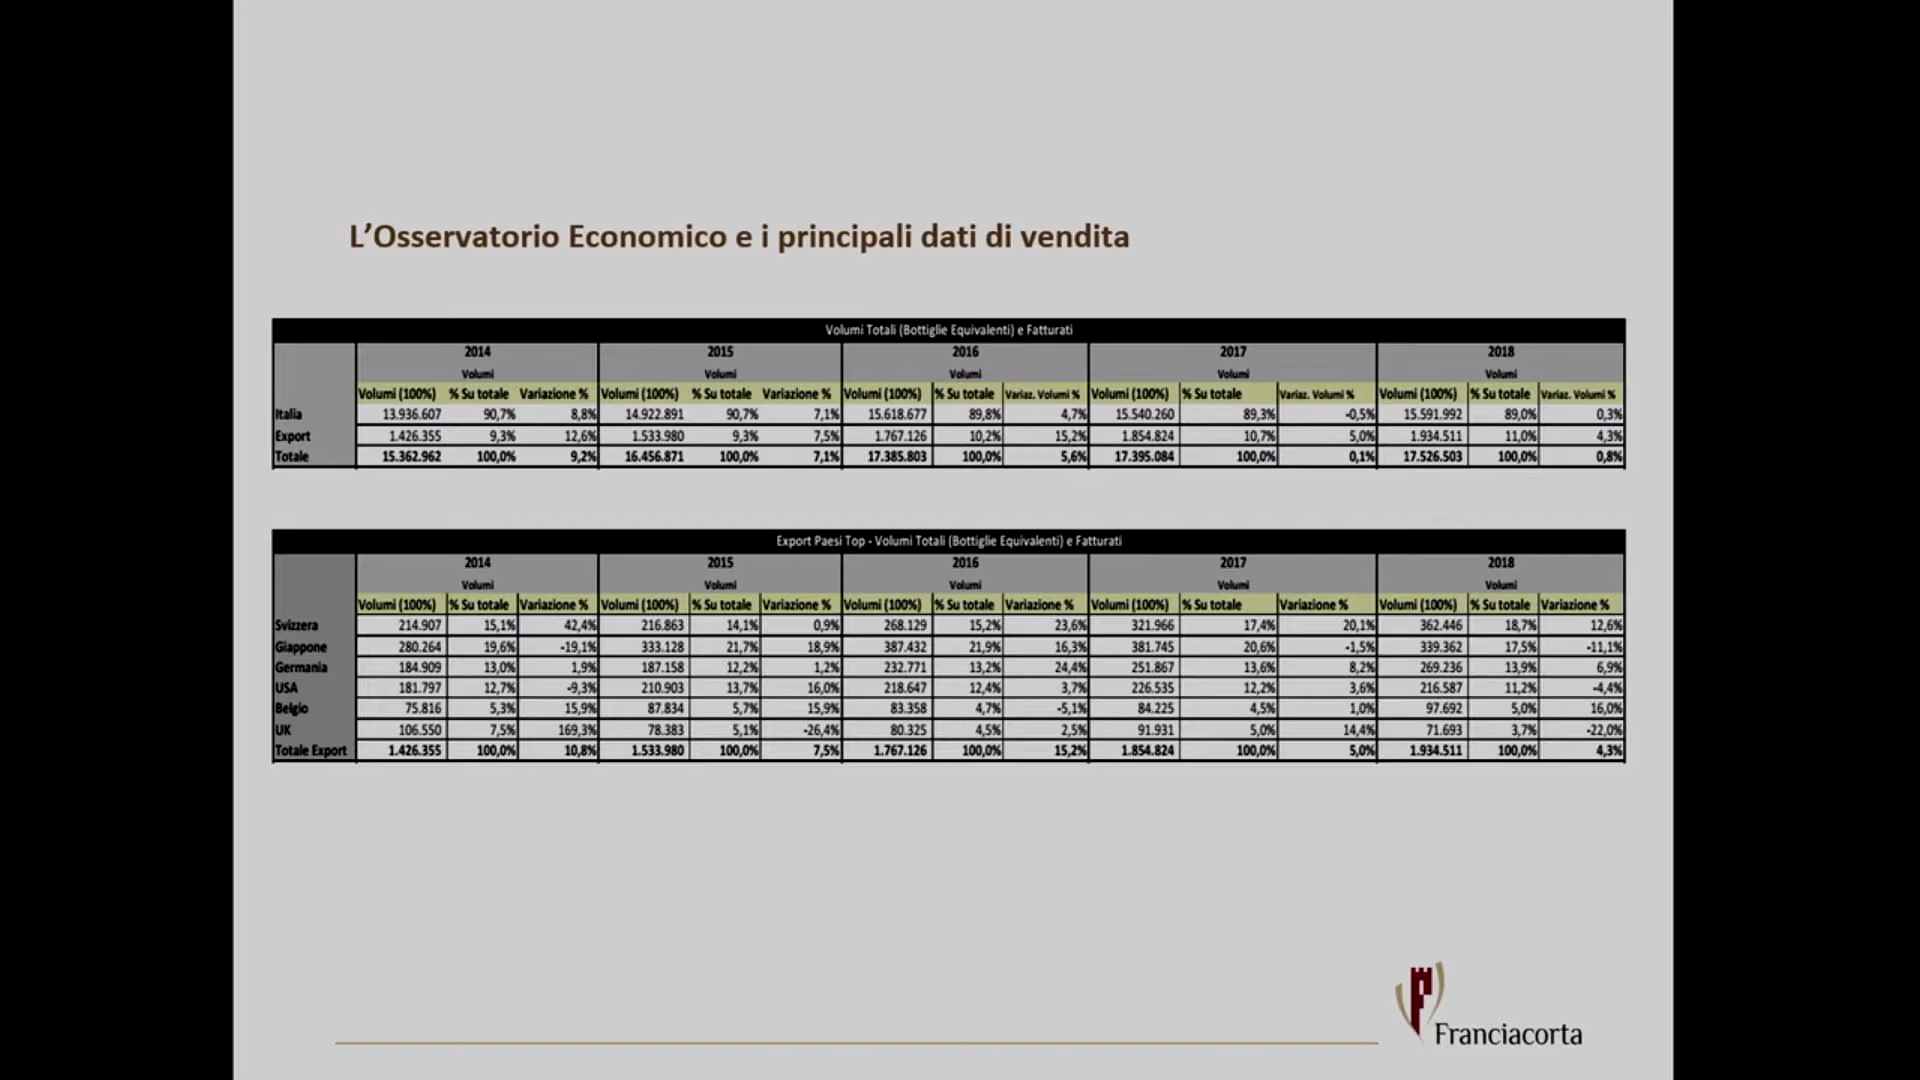 L'Osservatorio Economico e i principali dati di vendita
Volumi Totali (Bottiglie Equivalenti) e Fatturati
2014 2015 2016 2017 2018
Volumi Volumi Volumi Volumi Volumi
Volumi (100%) % Su totale Variazione % Volumi (100%) % Su totale Variazione % Volumi (100%) % Su totale Variaz. Volumi % Volumi (100%) % Su totale Variaz. Volumi % Volumi (100%) % Su totale Variaz. Volumi %
Italia 13.936.607 90,7% 8,8% 14.922.891 90,7% 7,1% 15.618.677 89,8% 4,7% 15.540.260 89,3% -0,5% 15.591.992 89,0% 0,3%
Export 1.426.355 9,3% 12,6% 1.533.980 9,3% 7,5% 1.767.126 10,2% 15,2% 1.854.824 10,7% 5,0% 1.934.511 11,0% 4,3%
Totale 15.362.962 100,0% 9,2% 16.456.871 100,0% 7,1% 17.385.803 100,0% 5,6% 17.395.084 100,0% 0,1% 17.526.503 100,0% 0,8%
Export Paesi Top - Volumi Totali (Bottiglie Equivalenti) e Fatturati
2014 2015 2016 2017 2018
Volumi Volumi Volumi Volumi Volumi
Volumi (100%) % Su totale Variazione % Volumi (100%) % Su totale Variazione % Volumi (100%) % Su totale Variazione % Volumi (100%) % Su totale Variazione % Volumi (100%) % Su totale Variazione %
Svizzera 214.907 15,1% 42,4% 216.863 14,1% 0,9% 268.129 15,2% 23,6% 321.966 17,4% 20,1% 362.446 18,7% 12,6%
Giappone 280.264 19,6% -19,1% 333.128 21,7% 18,9% 387.432 21,9% 16,3% 381.745 20,6% -1,5% 339.362 17,5% -11,1%
Germania 184.909 13,0% 1,9% 187.158 12,2% 1,2% 232.771 13,2% 24,4% 251.867 13,6% 8,2% 269.236 13,9% 6,9%
USA 181.797 12,7% -9,3% 210.903 13,7% 16,0% 218.647 12,4% 3,7% 226.535 12,2% 3,6% 216.587 11,2% -4,4%
Belgio 75.816 5,3% 15,9% 87.834 5,7% 15,9% 83.358 4,7% -5,1% 84.225 4,5% 1,0% 97.692 5,0% 16,0%
UK 106.550 7,5% 169,3% 78.383 5,1% -26,4% 80.325 4,5% 2,5% 91.931 5,0% 14,4% 71.693 3,7% -22,0%
Totale Export 1.426.355 100,0% 10,8% 1.533.980 100,0% 7,5% 1.767.126 100,0% 15,2% 1.854.824 100,0% 5,0% 1.934.511 100,0% 4,3%
Franciacorta